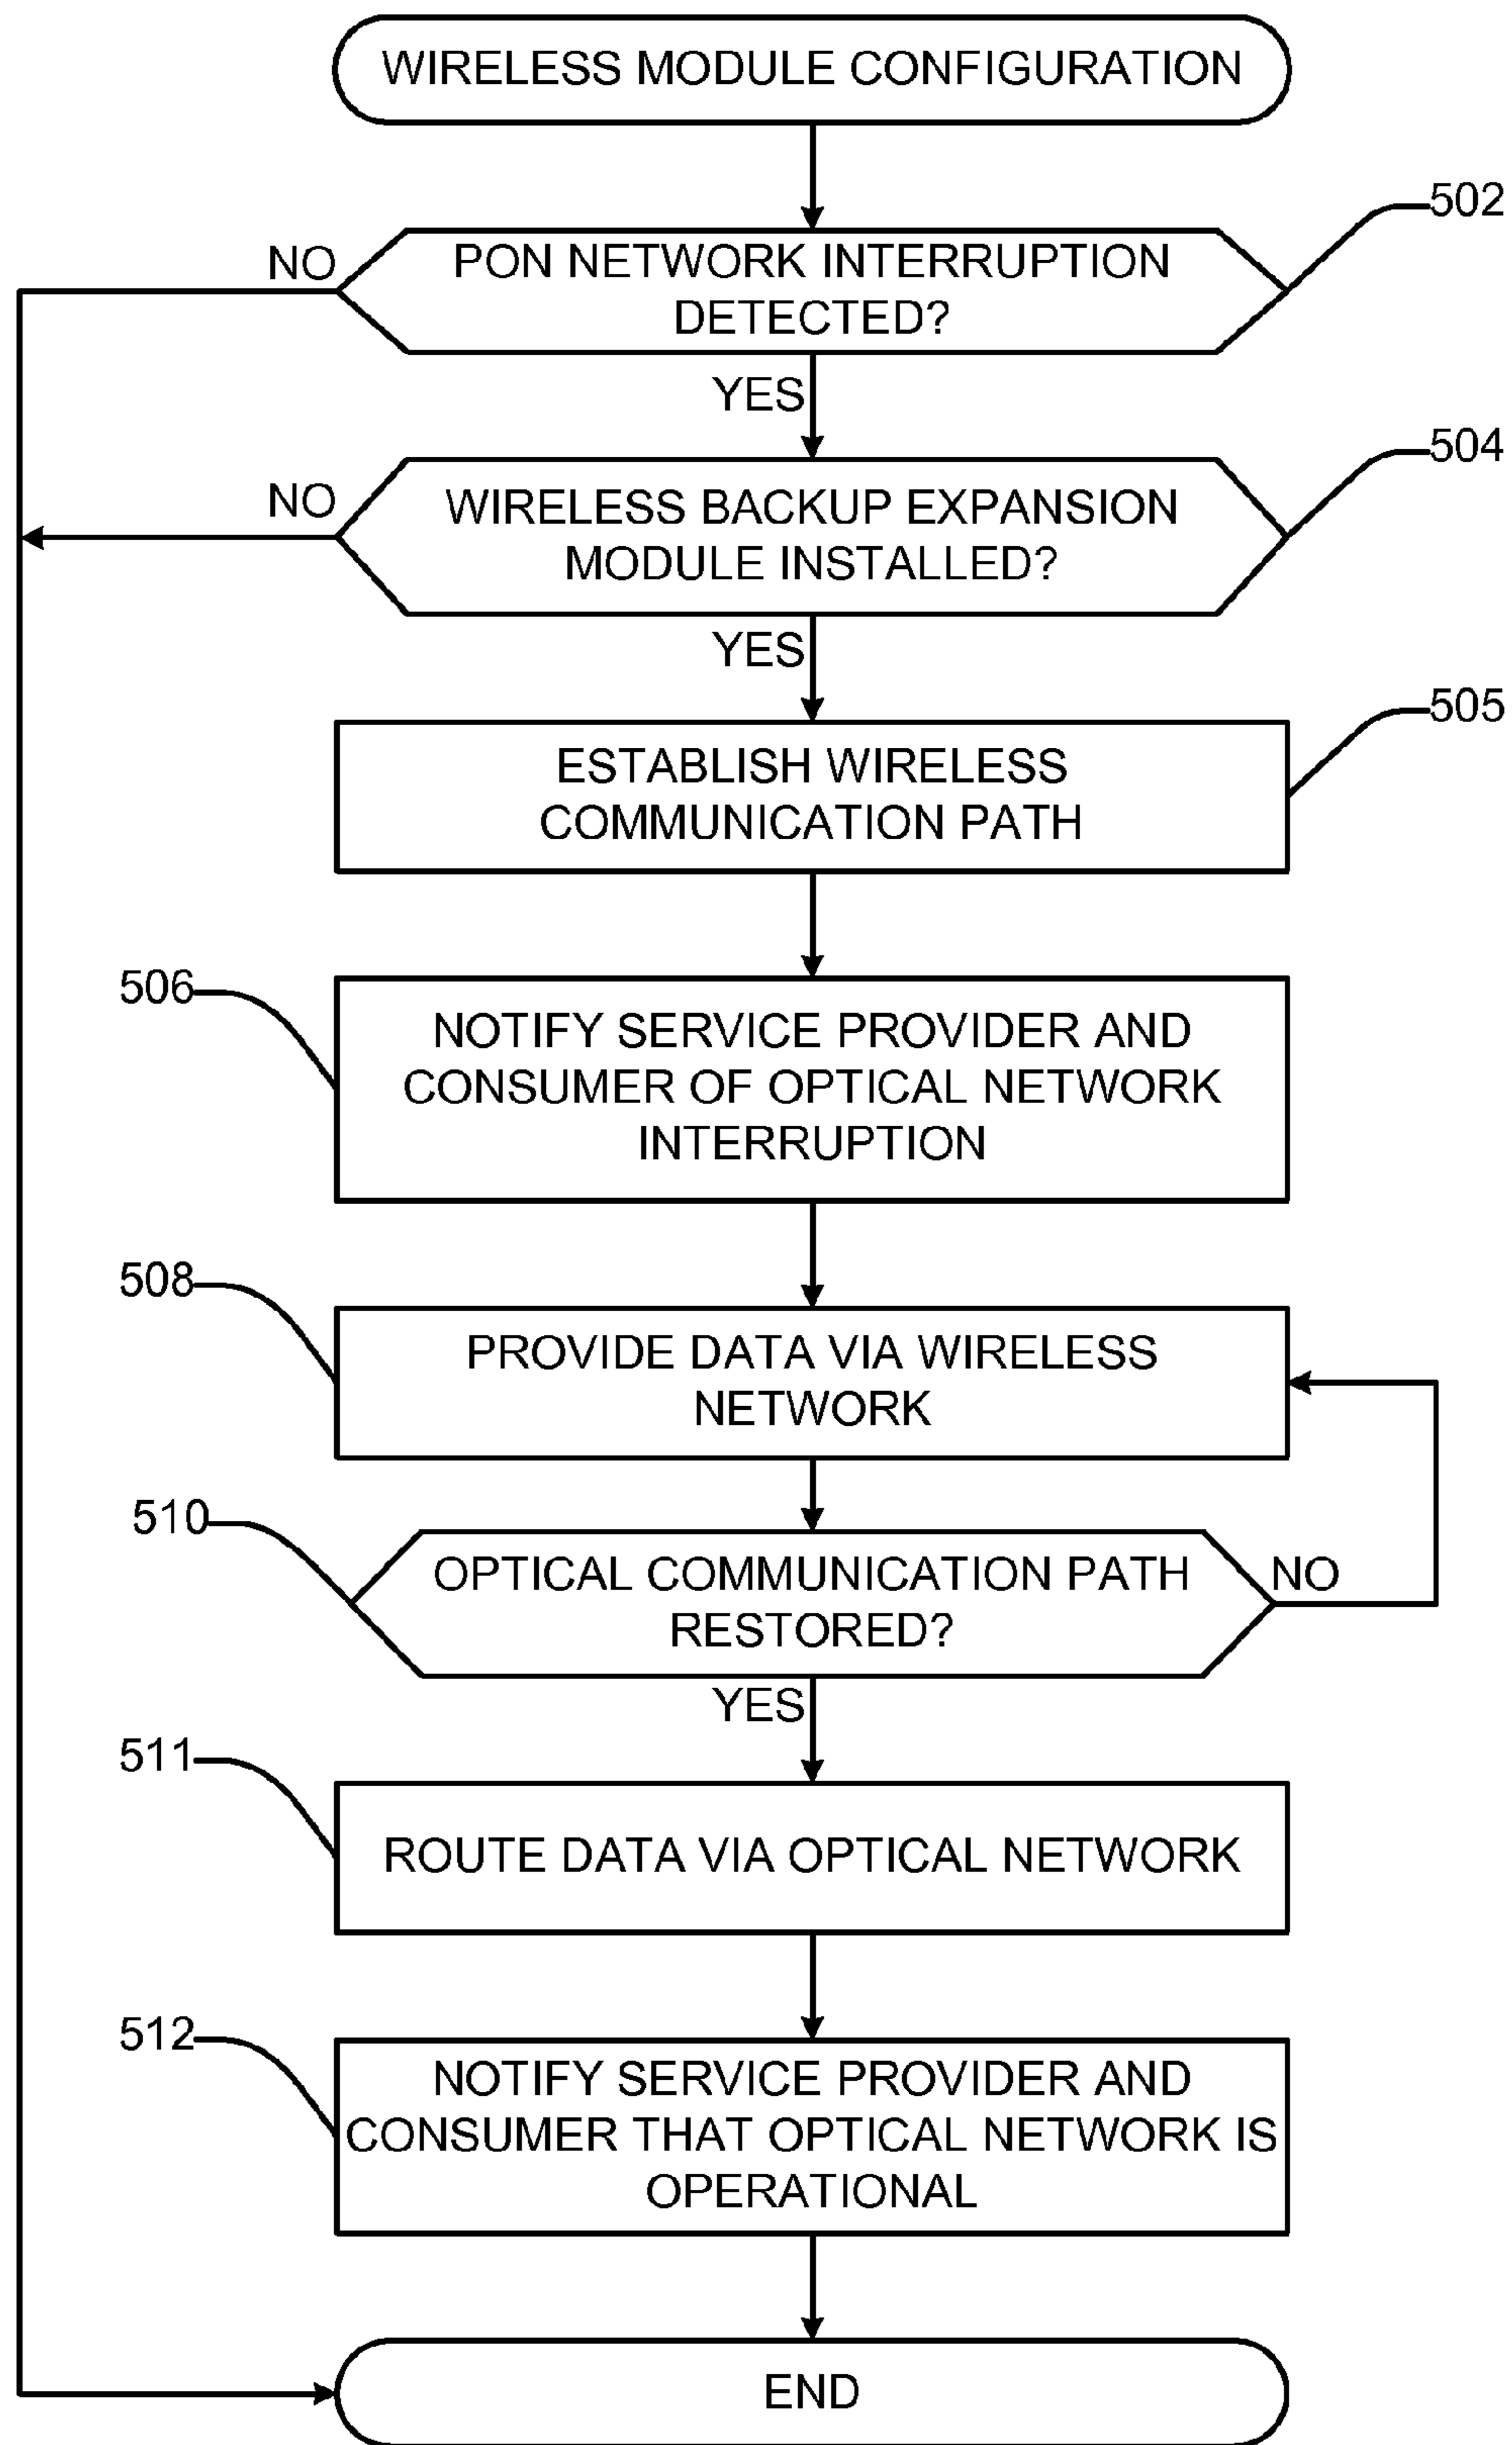 WIRELESS MODULE CONFIGURATION
502
NO
PON NETWORK INTERRUPTION
DETECTED?
YES
504
NO
WIRELESS BACKUP EXPANSION
MODULE INSTALLED?
YES
505
ESTABLISH WIRELESS
COMMUNICATION PATH
506
NOTIFY SERVICE PROVIDER AND
CONSUMER OF OPTICAL NETWORK
INTERRUPTION
508
PROVIDE DATA VIA WIRELESS
NETWORK
510
OPTICAL COMMUNICATION PATH
RESTORED?
NO
YES
511
ROUTE DATA VIA OPTICAL NETWORK
512
NOTIFY SERVICE PROVIDER AND
CONSUMER THAT OPTICAL NETWORK IS
OPERATIONAL
END